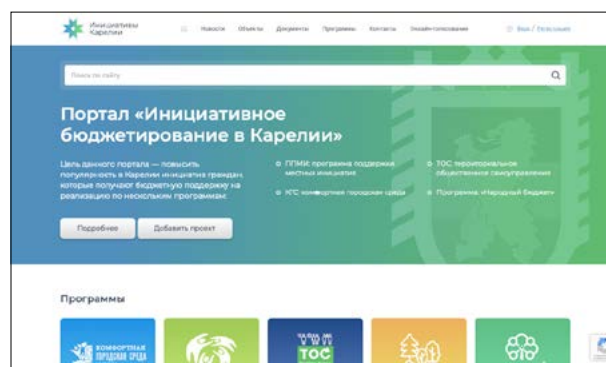 Инициативы
Карелии
Новости Объекты Документы Программы Контакты Онлайн-голосование Вход / Регистрация
Поиск по сайту
Портал «Инициативное
бюджетирование в Карелии»
Цель данного портала — повысить
популярность в Карелии инициатив граждан,
которые получают бюджетную поддержку на
реализацию по нескольким программам:
ППМИ: программа поддержки
местных инициатив
КГС: комфортная городская среда
ТОС: территориальное
общественное самоуправление
Программа «Народный бюджет»
Подробнее Добавить проект
Программы
КОМФОРТНАЯ
ГОРОДСКАЯ СРЕДА
ТОС